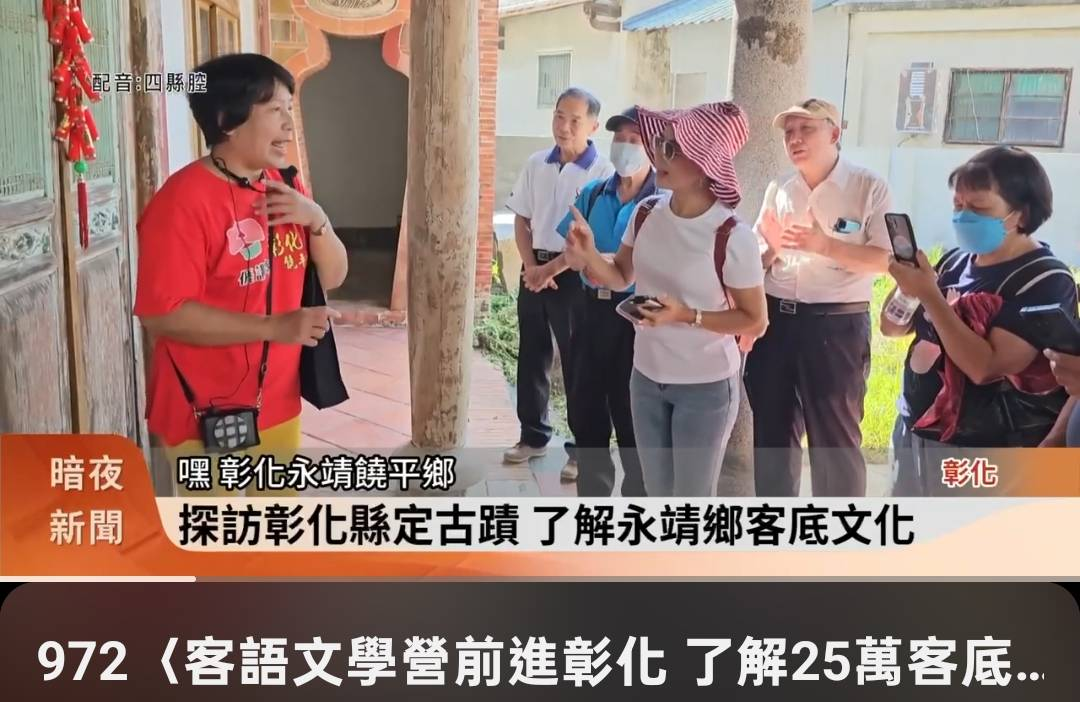 配音:四縣腔
彰化
暗夜
新聞
嘿 彰化永靖饒平鄉
彰化
探訪彰化縣定古蹟 了解永靖鄉客底文化
972〈客語文學營前進彰化 了解25萬客底...